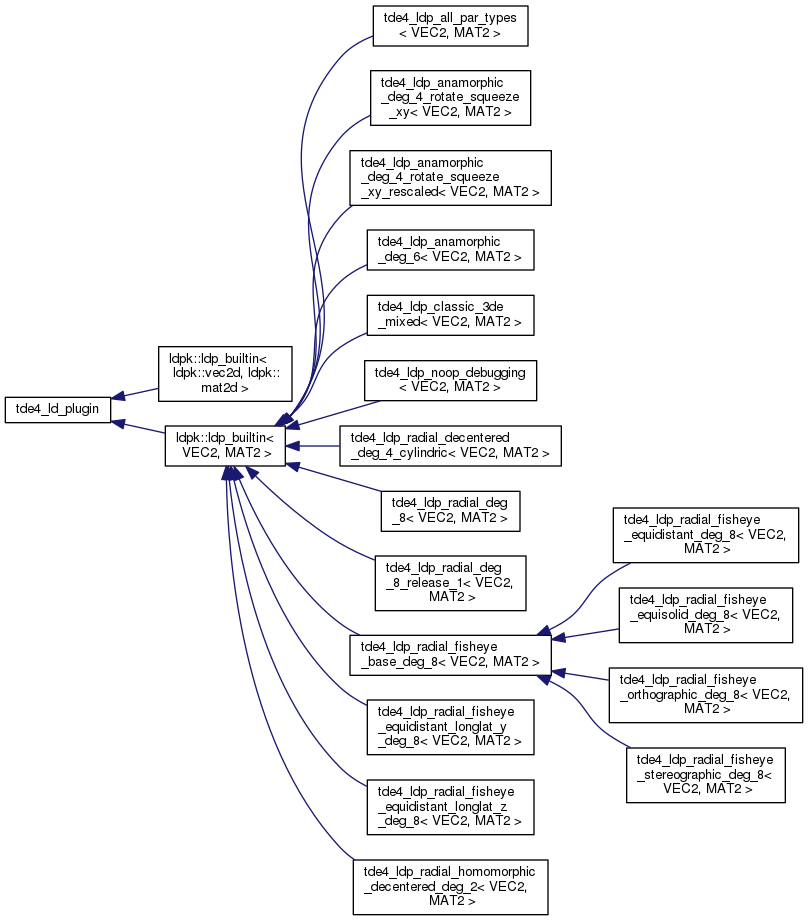 tde4_ld_plugin
ldpk::ldp_builtin<
ldpk::vec2d, ldpk::
mat2d >
ldpk::ldp_builtin<
VEC2, MAT2 >
tde4_ldp_all_par_types
< VEC2, MAT2 >
tde4_ldp_anamorphic
_deg_4_rotate_squeeze
_xy< VEC2, MAT2 >
tde4_ldp_anamorphic
_deg_4_rotate_squeeze
_xy_rescaled< VEC2, MAT2 >
tde4_ldp_anamorphic
_deg_6< VEC2, MAT2 >
tde4_ldp_classic_3de
_mixed< VEC2, MAT2 >
tde4_ldp_noop_debugging
< VEC2, MAT2 >
tde4_ldp_radial_decentered
_deg_4_cylindric< VEC2, MAT2 >
tde4_ldp_radial_deg
_8< VEC2, MAT2 >
tde4_ldp_radial_deg
_8_release_1< VEC2,
MAT2 >
tde4_ldp_radial_fisheye
_base_deg_8< VEC2, MAT2 >
tde4_ldp_radial_fisheye
_equidistant_longlat_y
_deg_8< VEC2, MAT2 >
tde4_ldp_radial_fisheye
_equidistant_longlat_z
_deg_8< VEC2, MAT2 >
tde4_ldp_radial_homomorphic
_decentered_deg_2< VEC2,
MAT2 >
tde4_ldp_radial_fisheye
_equidistant_deg_8< VEC2,
MAT2 >
tde4_ldp_radial_fisheye
_equisolid_deg_8< VEC2,
MAT2 >
tde4_ldp_radial_fisheye
_orthographic_deg_8< VEC2,
MAT2 >
tde4_ldp_radial_fisheye
_stereographic_deg_8<
VEC2, MAT2 >